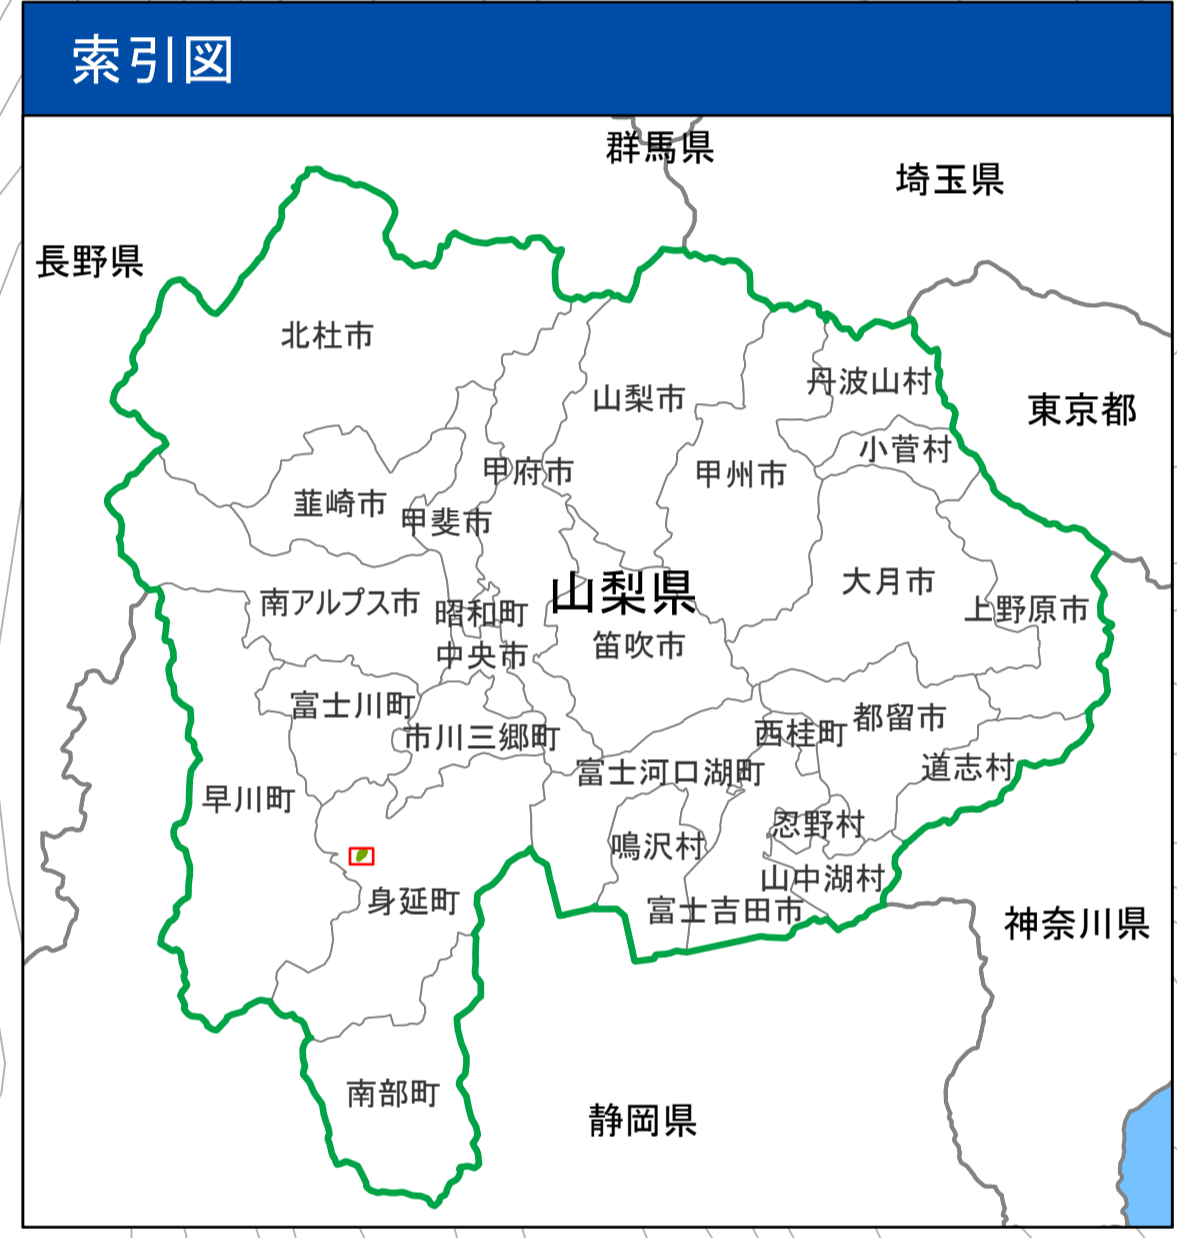 索引図
群馬県
埼玉県
長野県
北杜市
丹波山村
山梨市
東京都
小菅村
甲府市
甲州市
韮崎市
甲斐市
大月市
山梨県
南アルプス市
昭和町
上野原市
笛吹市
中央市
富士川町
都留市
西桂町
市川三郷町
道志村
富士河口湖町
早川町
忍野村
鳴沢村
山中湖村
身延町
富士吉田市
神奈川県
南部町
静岡県